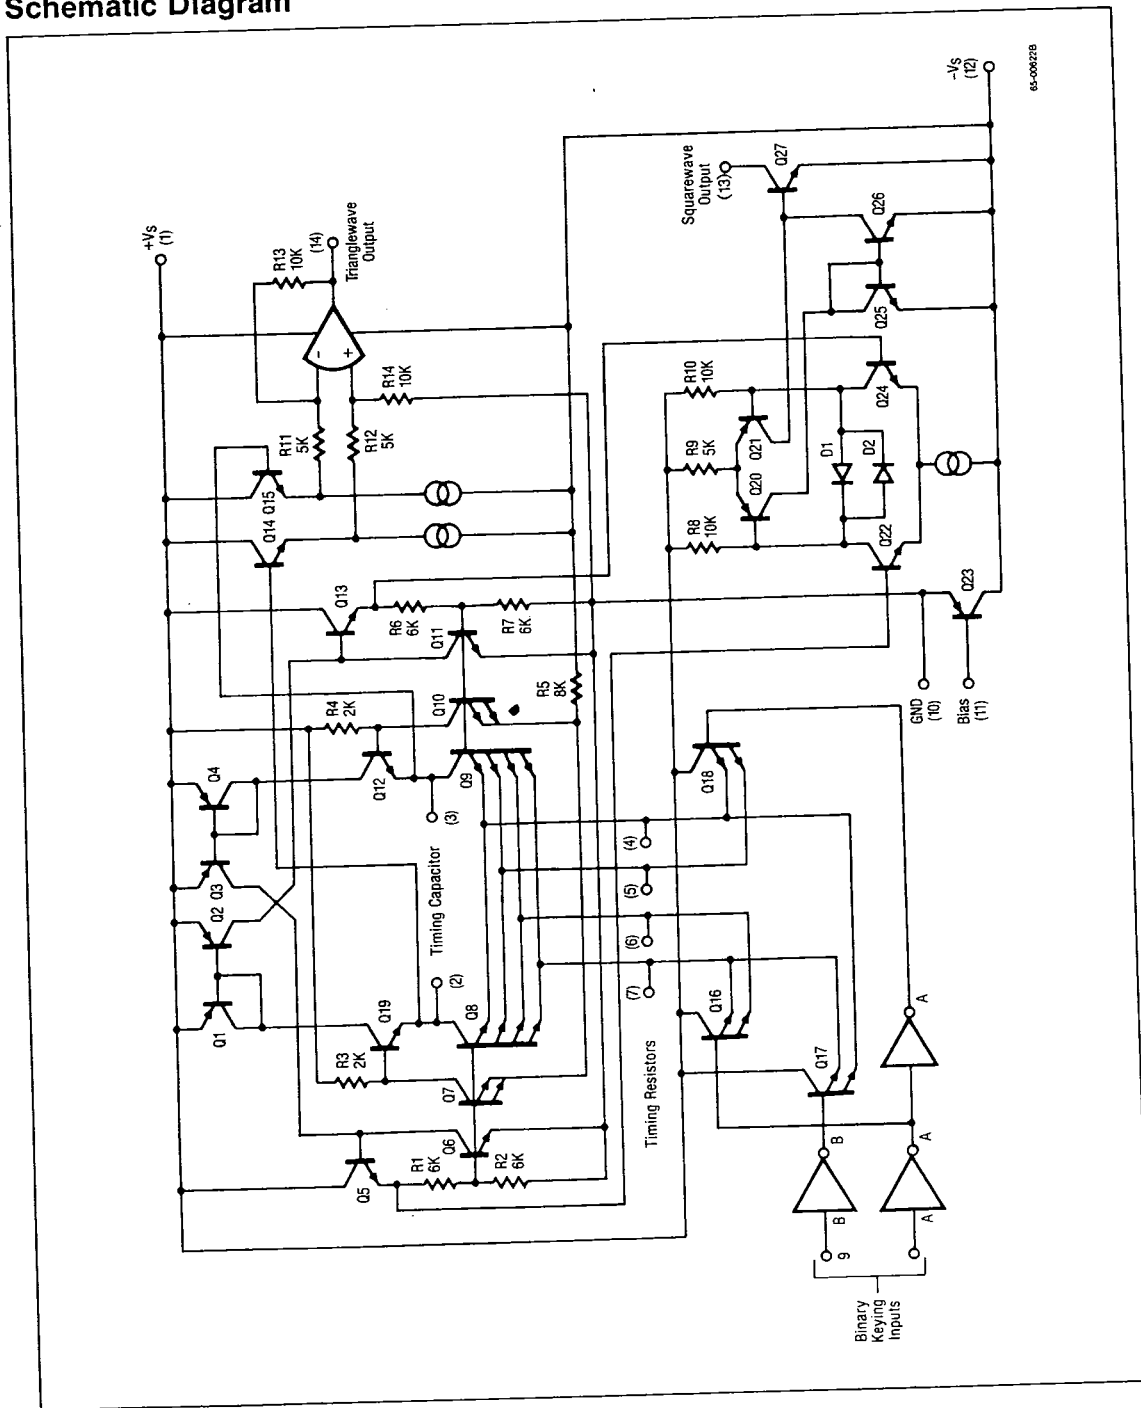 Schematic Diagram
65-00622B
-Vs
(12)
Q27
Squarewave
Output
(13)
Q26
Q25
+Vs
(1)
R13
10K
(14)
Trianglewave
Output
-
+
R14
10K
R11
5K
R12
5K
Q15
Q14
R10
10K
Q24
R9
5K
Q21
Q20
D1
D2
R8
10K
Q22
Q23
Q13
R6
6K
R7
6K
Q11
R5
8K
Q10
R4
2K
GND
(10)
Bias
(11)
Q4
Q12
Q9
(3)
Q18
Q3
Q2
Timing Capacitor
(4)
(5)
(6)
(7)
(2)
Q1
Q19
Q8
R3
2K
Q7
Timing Resistors
Q16
Q17
A
Q6
Q5
R1
6K
R2
6K
B
A
B
A
9
Binary
Keying
Inputs